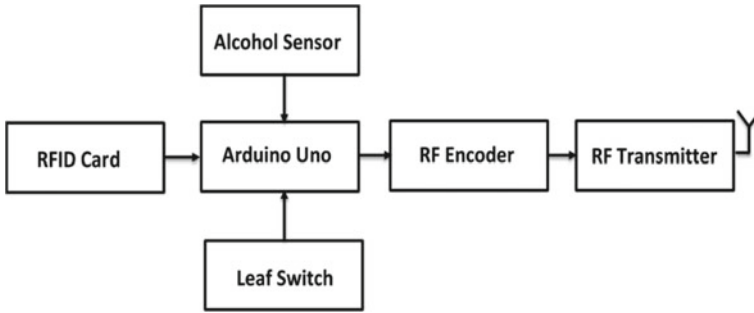 Alcohol Sensor
RFID Card
Arduino Uno
RF Encoder
RF Transmitter
Leaf Switch